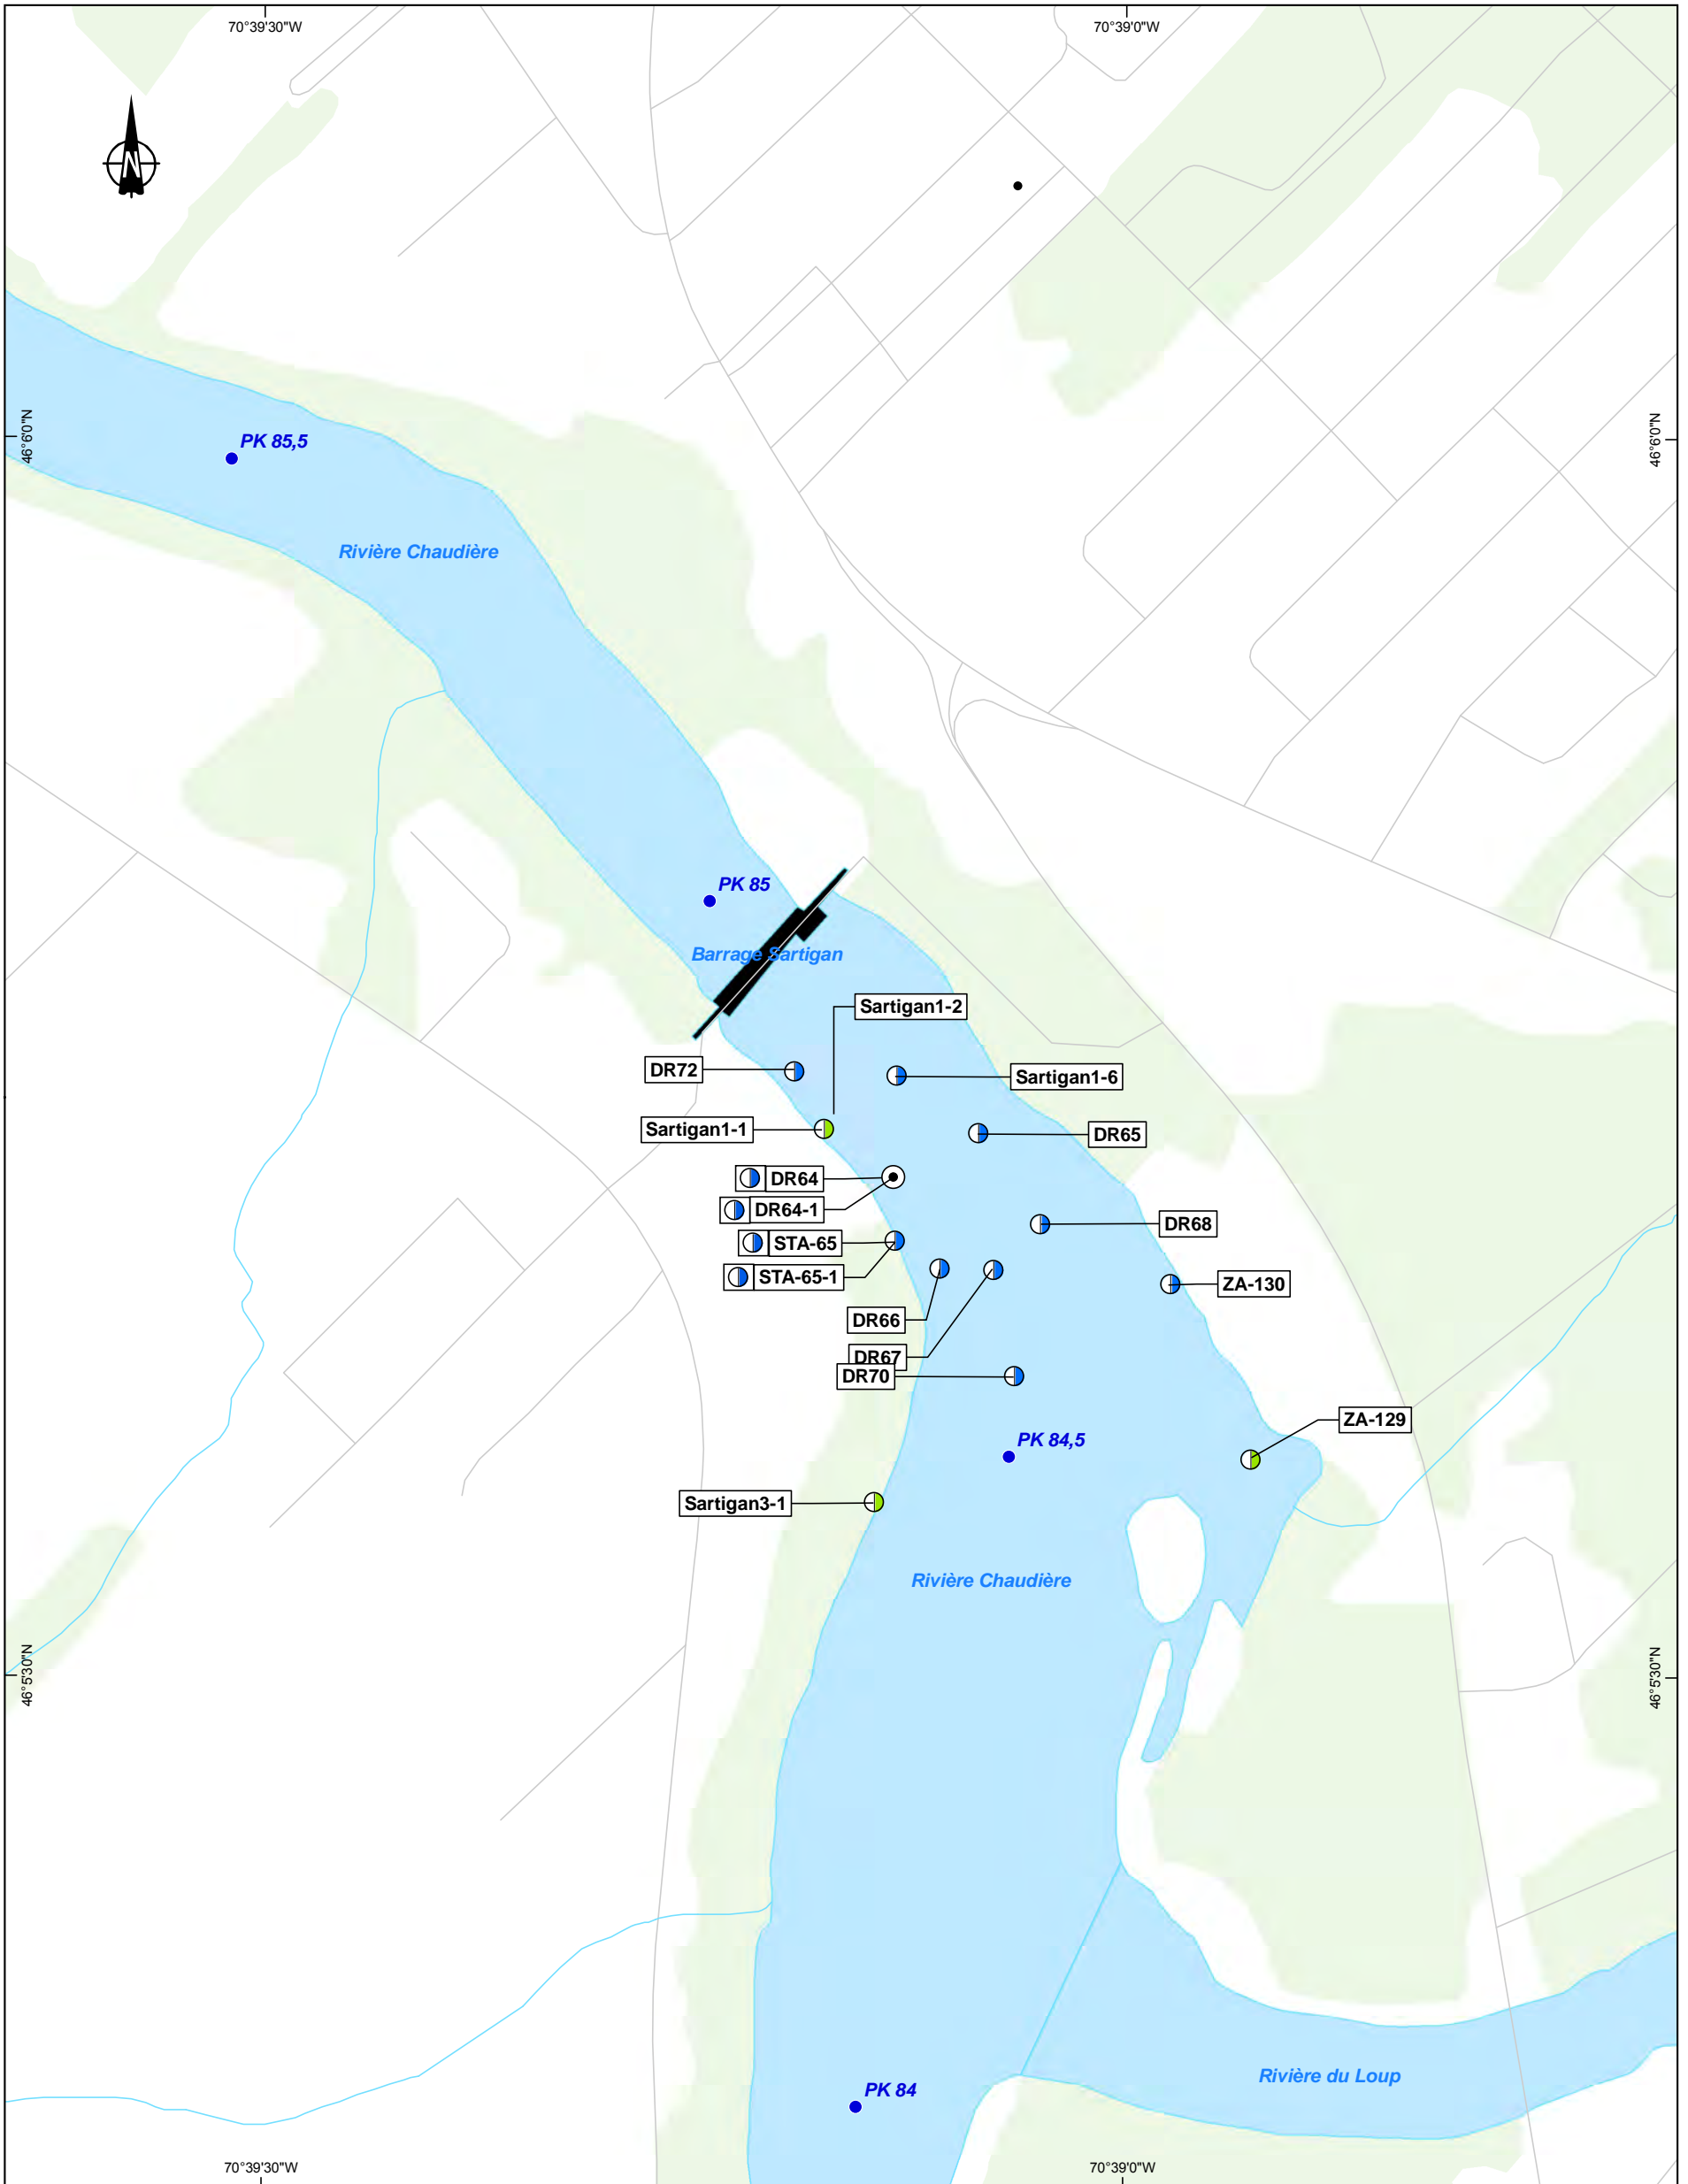 70°39'30"W
70°39'0"W
N
46°6'0"N
46°6'0"N
PK 85,5
Rivière Chaudière
PK 85
Barrage Sartigan
Sartigan1-2
DR72
Sartigan1-6
Sartigan1-1
DR65
DR64
DR64-1
DR68
STA-65
STA-65-1
ZA-130
DR66
DR67
DR70
ZA-129
PK 84,5
Sartigan3-1
Rivière Chaudière
46°5'30"N
46°5'30"N
Rivière du Loup
PK 84
70°39'30"W
70°39'0"W